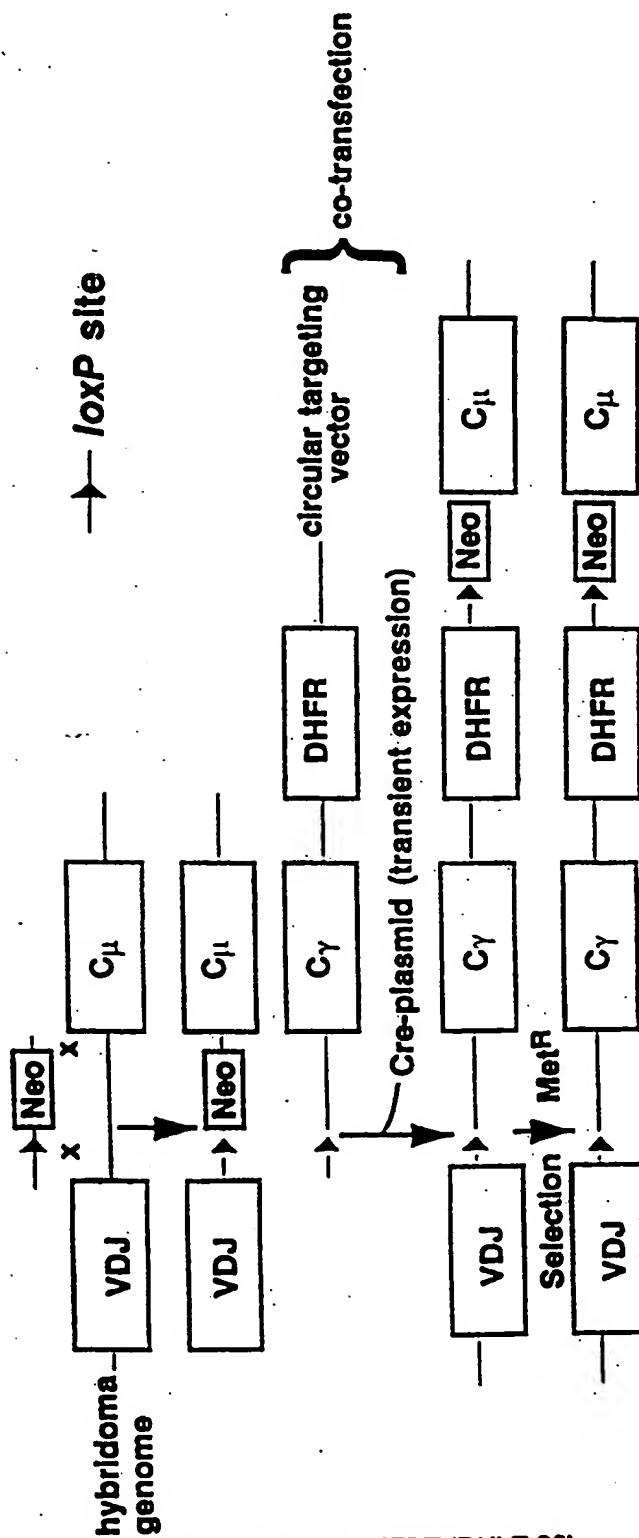 loxP site
Neo
x x
hybridoma
genome
VDJ
Cμ
VDJ
Neo
Cμ
Cγ
DHFR
circular targeting
vector
co-transfection
Cre-plasmid (transient expression)
VDJ
Cγ
DHFR
Neo
Cμ
Selection MetR
VDJ
Cγ
DHFR
Neo
Cμ